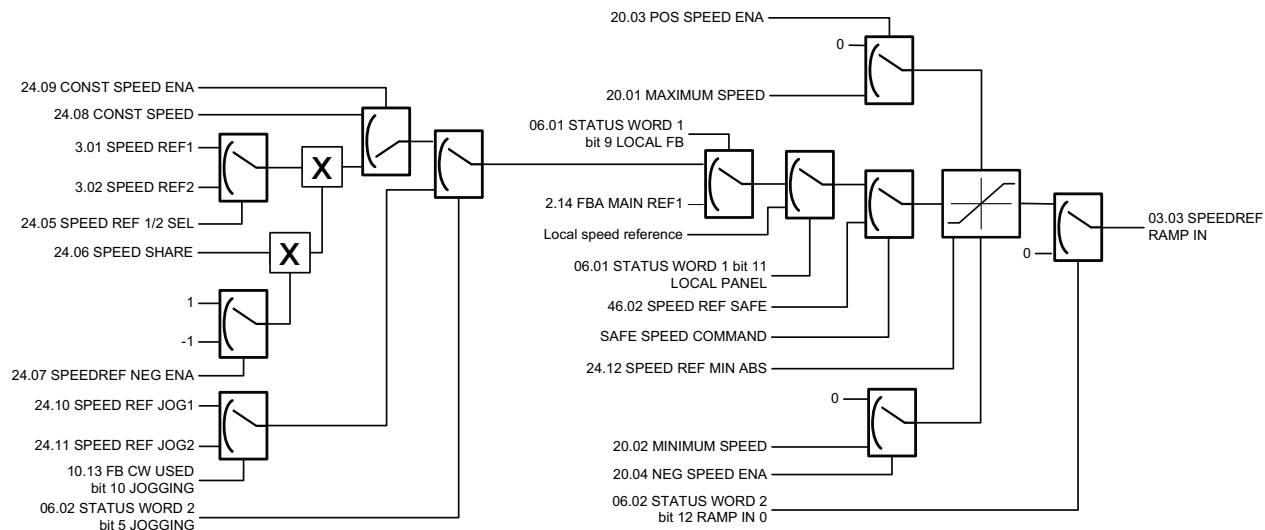 24.09 CONST SPEED ENA
24.08 CONST SPEED
3.01 SPEED REF1
3.02 SPEED REF2
24.05 SPEED REF 1/2 SEL
24.06 SPEED SHARE
X
X
1
-1
24.07 SPEEDREF NEG ENA
24.10 SPEED REF JOG1
24.11 SPEED REF JOG2
10.13 FB CW USED
bit 10 JOGGING
06.02 STATUS WORD 2
bit 5 JOGGING
20.03 POS SPEED ENA
0
20.01 MAXIMUM SPEED
06.01 STATUS WORD 1
bit 9 LOCAL FB
2.14 FBA MAIN REF1
Local speed reference
06.01 STATUS WORD 1 bit 11
LOCAL PANEL
46.02 SPEED REF SAFE
SAFE SPEED COMMAND
24.12 SPEED REF MIN ABS
0
20.02 MINIMUM SPEED
20.04 NEG SPEED ENA
06.02 STATUS WORD 2
bit 12 RAMP IN 0
0
03.03 SPEEDREF
RAMP IN